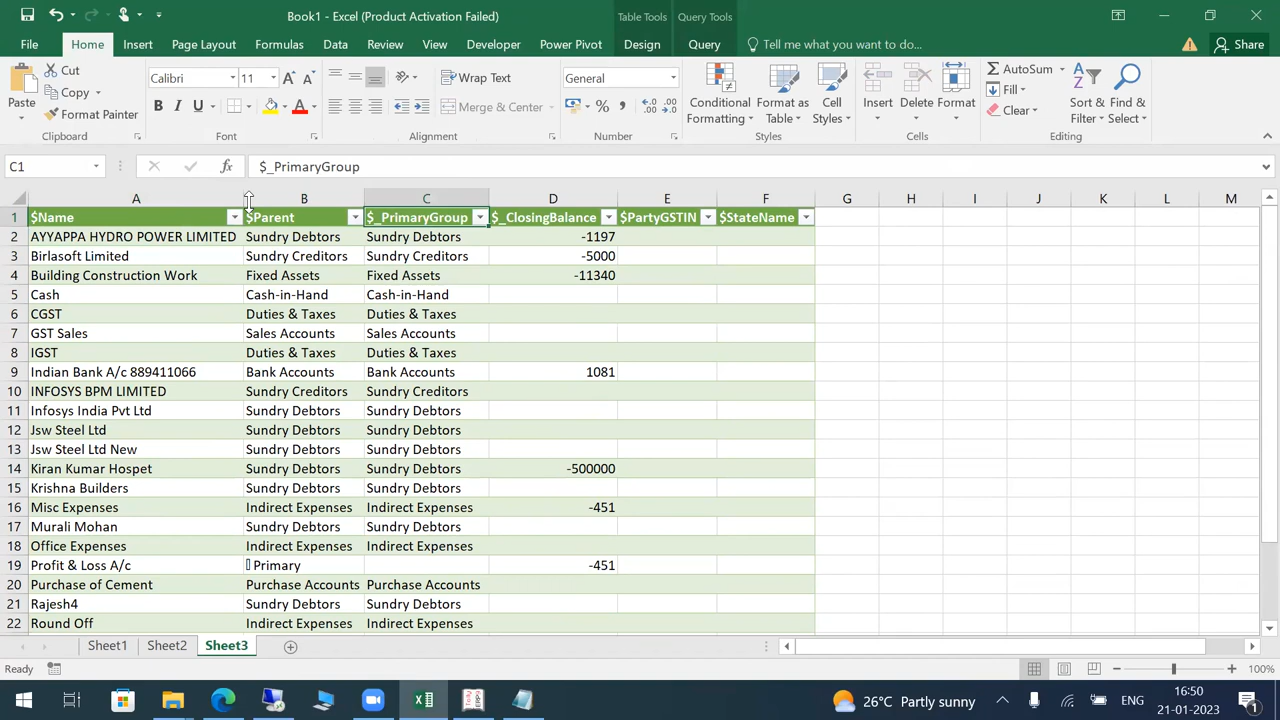 Book1 - Excel (Product Activation Failed)
Table Tools
Query Tools
File
Home
Insert
Page Layout
Formulas
Data
Review
View
Developer
Power Pivot
Design
Query
Tell me what you want to do...
Share
Cut
Copy
Format Painter
Paste
Calibri
11
Wrap Text
Merge & Center
General
Conditional Formatting
Format as Table
Cell Styles
Insert
Delete
Format
AutoSum
Fill
Clear
Sort & Filter
Find & Select
Clipboard
Font
Alignment
Number
Styles
Cells
Editing
C1
fx
$_PrimaryGroup
A B C D E F G H I J K L M
1 $Name $Parent $_PrimaryGroup $_ClosingBalance $PartyGSTIN $StateName
2 AYYAPPA HYDRO POWER LIMITED Sundry Debtors Sundry Debtors -1197
3 Birlasoft Limited Sundry Creditors Sundry Creditors -5000
4 Building Construction Work Fixed Assets Fixed Assets -11340
5 Cash Cash-in-Hand Cash-in-Hand
6 CGST Duties & Taxes Duties & Taxes
7 GST Sales Sales Accounts Sales Accounts
8 IGST Duties & Taxes Duties & Taxes
9 Indian Bank A/c 889411066 Bank Accounts Bank Accounts 1081
10 INFOSYS BPM LIMITED Sundry Creditors Sundry Creditors
11 Infosys India Pvt Ltd Sundry Debtors Sundry Debtors
12 Jsw Steel Ltd Sundry Debtors Sundry Debtors
13 Jsw Steel Ltd New Sundry Debtors Sundry Debtors
14 Kiran Kumar Hospet Sundry Debtors Sundry Debtors -500000
15 Krishna Builders Sundry Debtors Sundry Debtors
16 Misc Expenses Indirect Expenses Indirect Expenses -451
17 Murali Mohan Sundry Debtors Sundry Debtors
18 Office Expenses Indirect Expenses Indirect Expenses
19 Profit & Loss A/c Primary -451
20 Purchase of Cement Purchase Accounts Purchase Accounts
21 Rajesh4 Sundry Debtors Sundry Debtors
22 Round Off Indirect Expenses Indirect Expenses
Sheet1
Sheet2
Sheet3
Ready
100%
26°C Partly sunny
ENG
16:50
21-01-2023
1